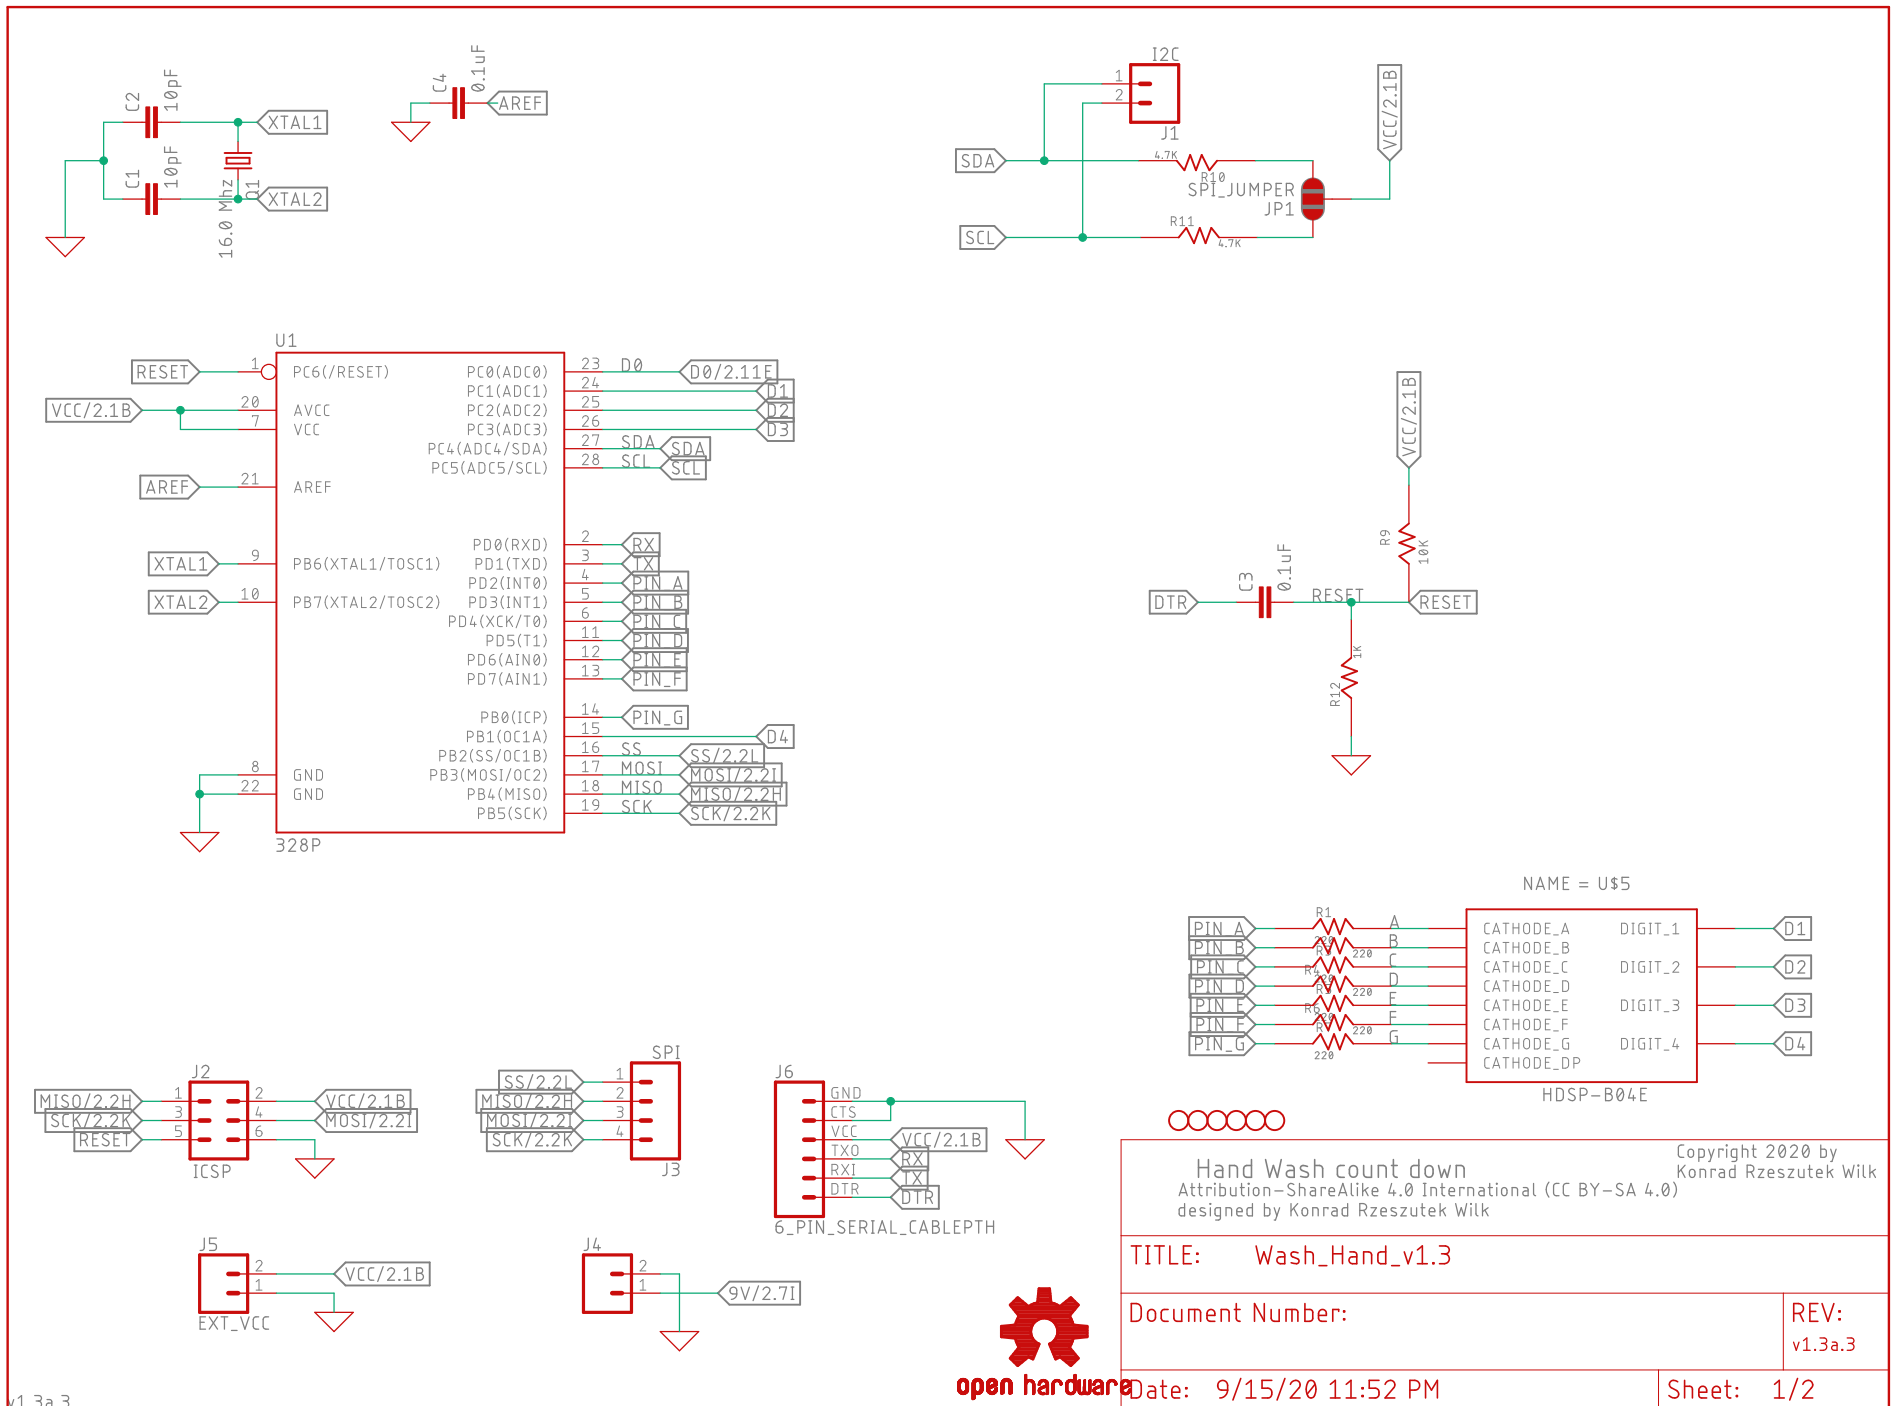 C2
10pF
XTAL1
C1
10pF
XTAL2
Q1
16.0 Mhz
C4
0.1uF
AREF
I2C
1
2
J1
VCC/2.1B
SDA
4.7K
R10
SPI_JUMPER
JP1
SCL
R11
4.7K
U1
RESET 1 PC6(/RESET)
VCC/2.1B 20 AVCC
7 VCC
AREF 21 AREF
XTAL1 9 PB6(XTAL1/TOSC1)
XTAL2 10 PB7(XTAL2/TOSC2)
8 GND
22 GND
PC0(ADC0) 23 D0
PC1(ADC1) 24 D1
PC2(ADC2) 25 D2
PC3(ADC3) 26 D3
PC4(ADC4/SDA) 27 SDA SDA
PC5(ADC5/SCL) 28 SCL SCL
PD0(RXD) 2 RX
PD1(TXD) 3 TX
PD2(INT0) 4 PIN_A
PD3(INT1) 5 PIN_B
PD4(XCK/T0) 6 PIN_C
PD5(T1) 11 PIN_D
PD6(AIN0) 12 PIN_E
PD7(AIN1) 13 PIN_F
PB0(ICP) 14 PIN_G
PB1(OC1A) 15 D4
PB2(SS/OC1B) 16 SS SS/2.2L
PB3(MOSI/OC2) 17 MOSI MOSI/2.2I
PB4(MISO) 18 MISO MISO/2.2H
PB5(SCK) 19 SCK SCK/2.2K
328P
VCC/2.1B
R9
10K
DTR
C3
0.1uF
RESET
RESET
1K
R12
NAME = U$5
PIN_A R1 A CATHODE_A DIGIT_1 D1
PIN_B 220 B CATHODE_B
PIN_C C CATHODE_C DIGIT_2 D2
PIN_D R4 220 D CATHODE_D
PIN_E E CATHODE_E DIGIT_3 D3
PIN_F R6 220 F CATHODE_F
PIN_G 220 G CATHODE_G DIGIT_4 D4
CATHODE_DP
HDSP-B04E
J2
MISO/2.2H 1 2 VCC/2.1B
SCK/2.2K 3 4 MOSI/2.2I
RESET 5 6
ICSP
SPI
SS/2.2L 1
MISO/2.2H 2
MOSI/2.2I 3
SCK/2.2K 4
J3
J6
GND
CTS
VCC VCC/2.1B
TXO RX
RXI TX
DTR DTR
6_PIN_SERIAL_CABLEPTH
J5
2 VCC/2.1B
1
EXT_VCC
J4
2
1 9V/2.7I
open hardware
Hand Wash count down
Attribution-ShareAlike 4.0 International (CC BY-SA 4.0)
designed by Konrad Rzeszutek Wilk
Copyright 2020 by
Konrad Rzeszutek Wilk
TITLE: Wash_Hand_v1.3
Document Number:
REV:
v1.3a.3
Date: 9/15/20 11:52 PM
Sheet: 1/2
v1.3a.3